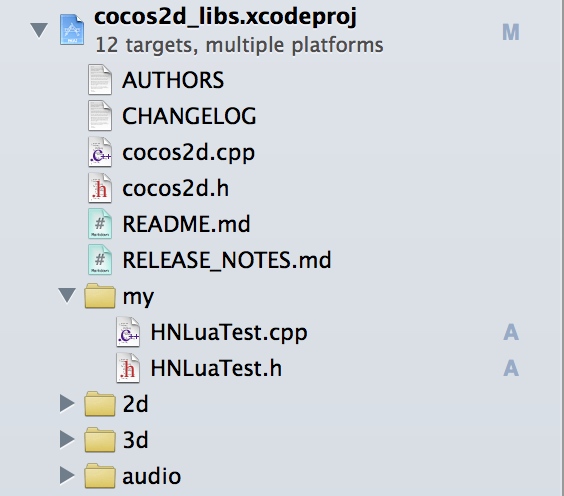 cocos2d_libs.xcodeproj M
12 targets, multiple platforms
AUTHORS
CHANGELOG
C++ cocos2d.cpp
.h cocos2d.h
# README.md
# RELEASE_NOTES.md
my
C++ HNLuaTest.cpp A
.h HNLuaTest.h A
2d
3d
audio